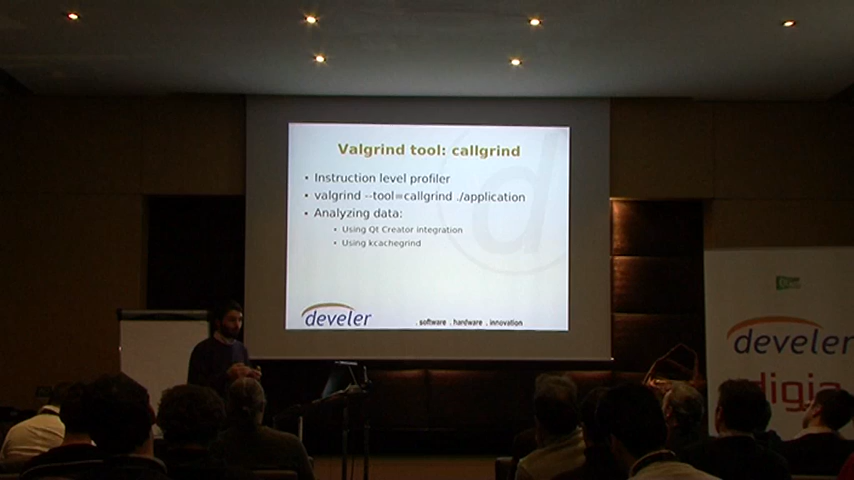 Valgrind tool: callgrind
• Instruction level profiler
• valgrind --tool=callgrind ./application
• Analyzing data:
• Using Qt Creator integration
• Using kcachegrind
develer
. software . hardware . innovation
develer
digia